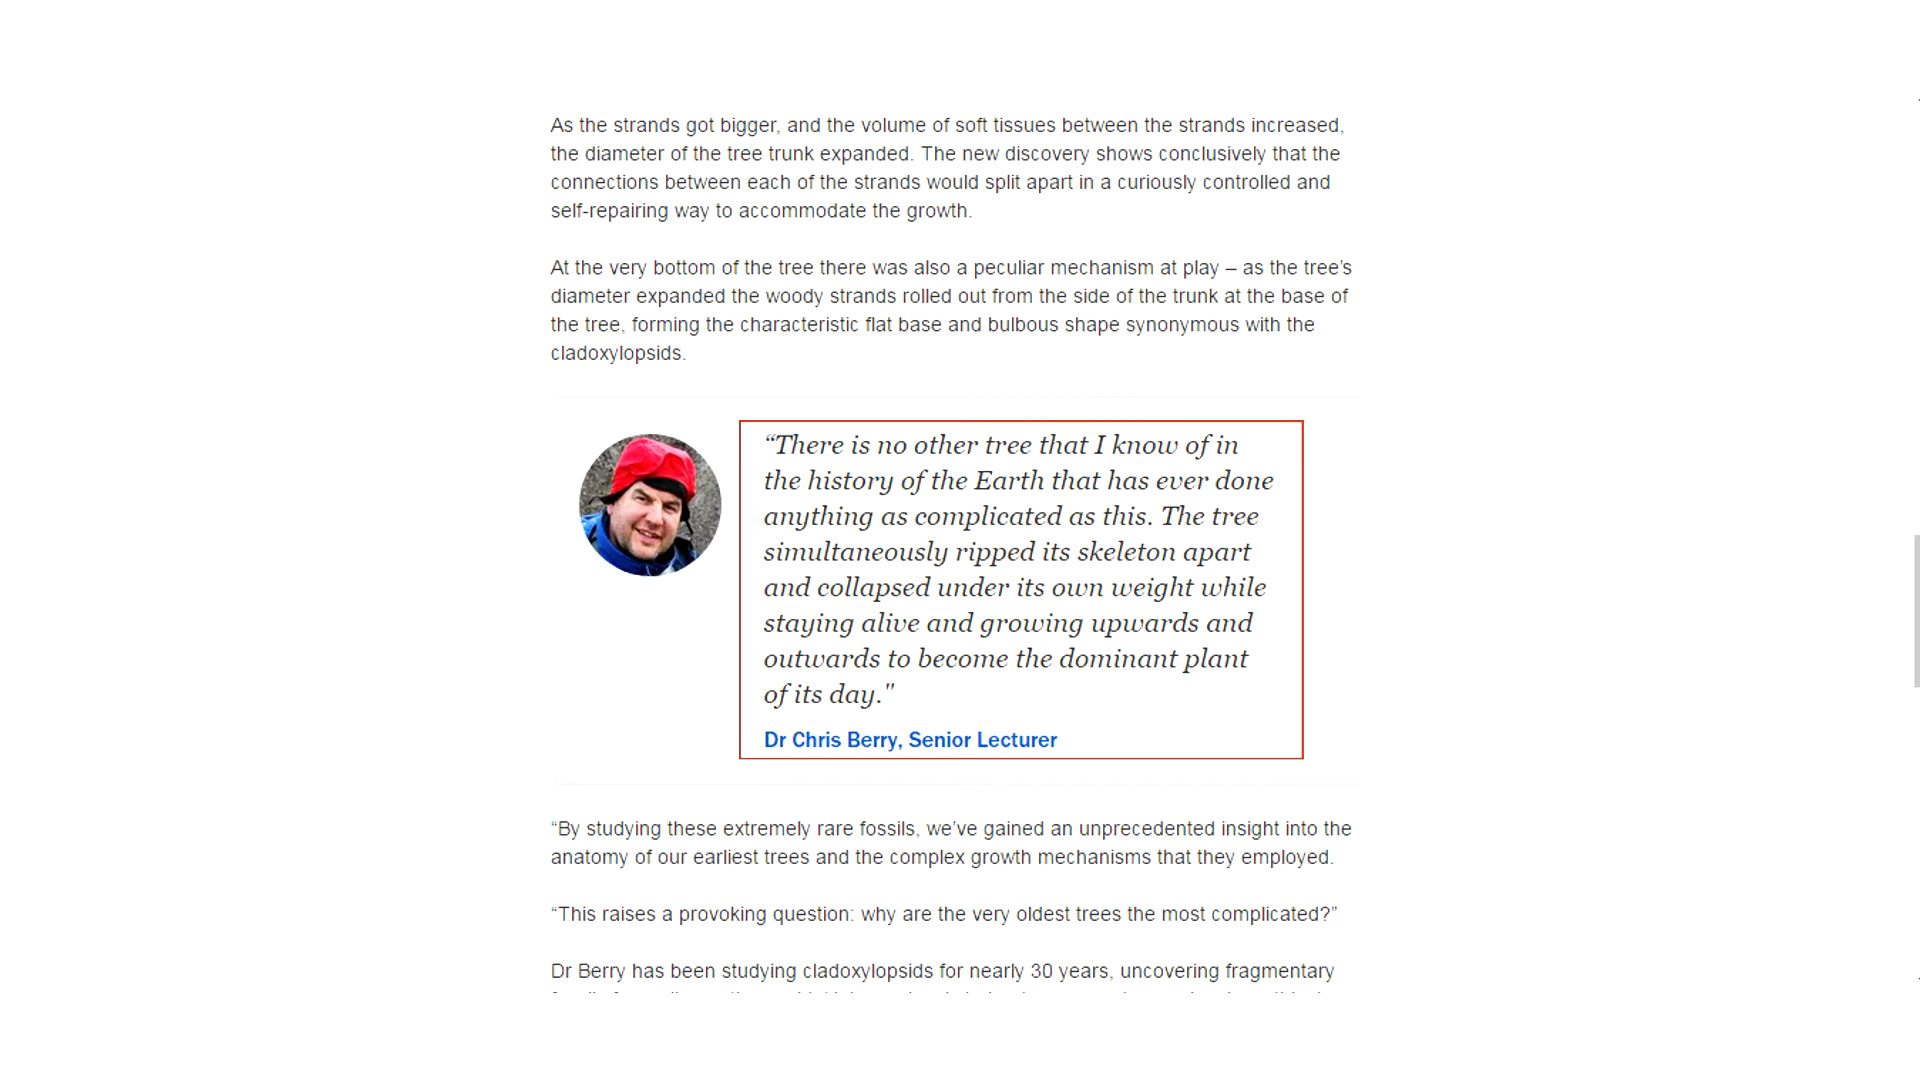 As the strands got bigger, and the volume of soft tissues between the strands increased,
the diameter of the tree trunk expanded. The new discovery shows conclusively that the
connections between each of the strands would split apart in a curiously controlled and
self-repairing way to accommodate the growth.
At the very bottom of the tree there was also a peculiar mechanism at play – as the tree’s
diameter expanded the woody strands rolled out from the side of the trunk at the base of
the tree, forming the characteristic flat base and bulbous shape synonymous with the
cladoxylopsids.
“There is no other tree that I know of in
the history of the Earth that has ever done
anything as complicated as this. The tree
simultaneously ripped its skeleton apart
and collapsed under its own weight while
staying alive and growing upwards and
outwards to become the dominant plant
of its day."
Dr Chris Berry, Senior Lecturer
“By studying these extremely rare fossils, we’ve gained an unprecedented insight into the
anatomy of our earliest trees and the complex growth mechanisms that they employed.
“This raises a provoking question: why are the very oldest trees the most complicated?”
Dr Berry has been studying cladoxylopsids for nearly 30 years, uncovering fragmentary